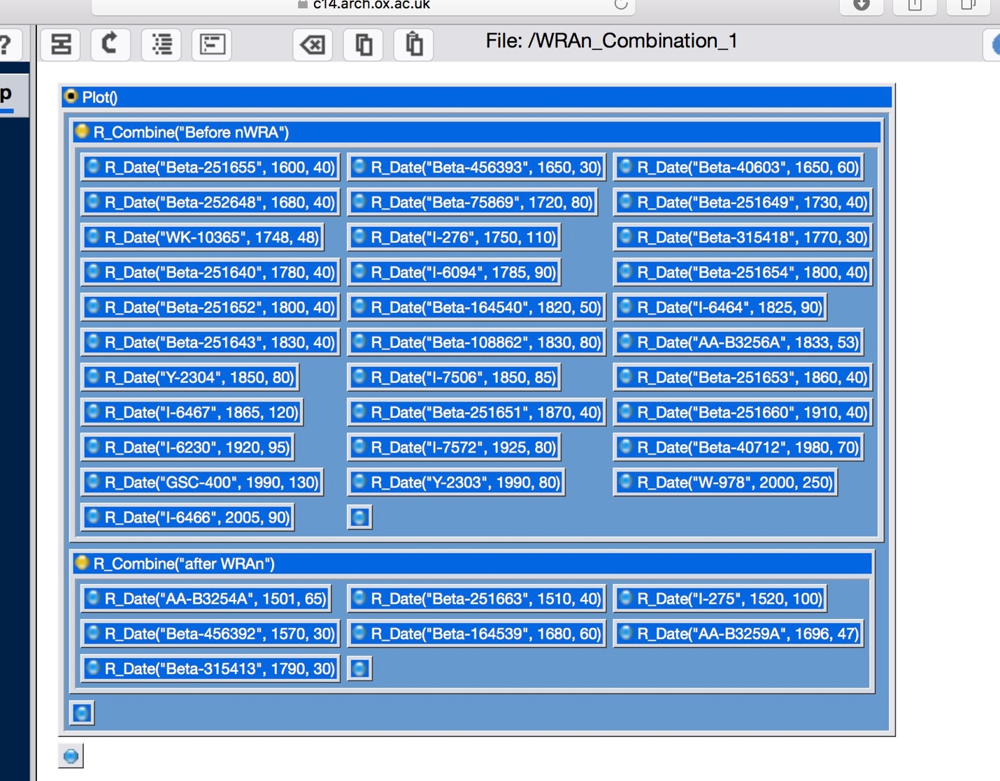 c14.arch.ox.ac.uk
? File: /WRAn_Combination_1
p
Plot()
R_Combine("Before nWRA")
R_Date("Beta-251655", 1600, 40) R_Date("Beta-456393", 1650, 30) R_Date("Beta-40603", 1650, 60)
R_Date("Beta-252648", 1680, 40) R_Date("Beta-75869", 1720, 80) R_Date("Beta-251649", 1730, 40)
R_Date("WK-10365", 1748, 48) R_Date("I-276", 1750, 110) R_Date("Beta-315418", 1770, 30)
R_Date("Beta-251640", 1780, 40) R_Date("I-6094", 1785, 90) R_Date("Beta-251654", 1800, 40)
R_Date("Beta-251652", 1800, 40) R_Date("Beta-164540", 1820, 50) R_Date("I-6464", 1825, 90)
R_Date("Beta-251643", 1830, 40) R_Date("Beta-108862", 1830, 80) R_Date("AA-B3256A", 1833, 53)
R_Date("Y-2304", 1850, 80) R_Date("I-7506", 1850, 85) R_Date("Beta-251653", 1860, 40)
R_Date("I-6467", 1865, 120) R_Date("Beta-251651", 1870, 40) R_Date("Beta-251660", 1910, 40)
R_Date("I-6230", 1920, 95) R_Date("I-7572", 1925, 80) R_Date("Beta-40712", 1980, 70)
R_Date("GSC-400", 1990, 130) R_Date("Y-2303", 1990, 80) R_Date("W-978", 2000, 250)
R_Date("I-6466", 2005, 90)
R_Combine("after WRAn")
R_Date("AA-B3254A", 1501, 65) R_Date("Beta-251663", 1510, 40) R_Date("I-275", 1520, 100)
R_Date("Beta-456392", 1570, 30) R_Date("Beta-164539", 1680, 60) R_Date("AA-B3259A", 1696, 47)
R_Date("Beta-315413", 1790, 30)